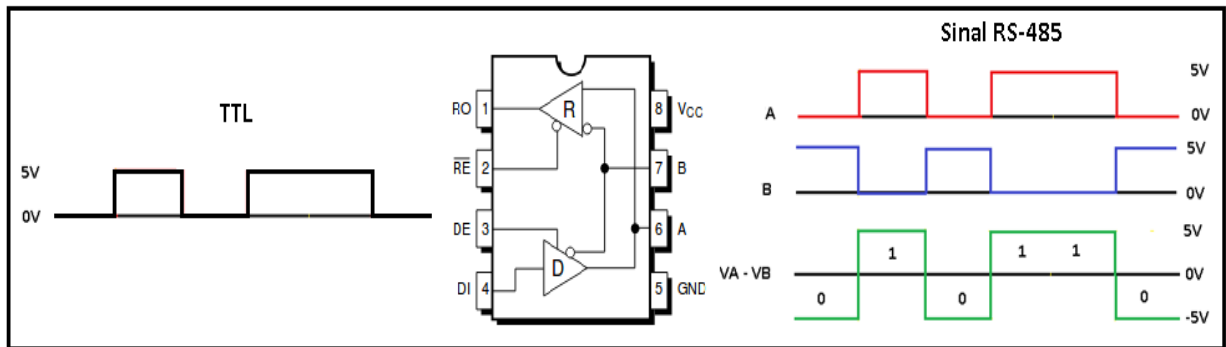 TTL
5V
0V
RO 1
RE 2
DE 3
DI 4
R
D
8 VCC
7 B
6 A
5 GND
Sinal RS-485
A
5V
0V
B
5V
0V
VA - VB
0 1 0 1 1 0
5V
0V
-5V